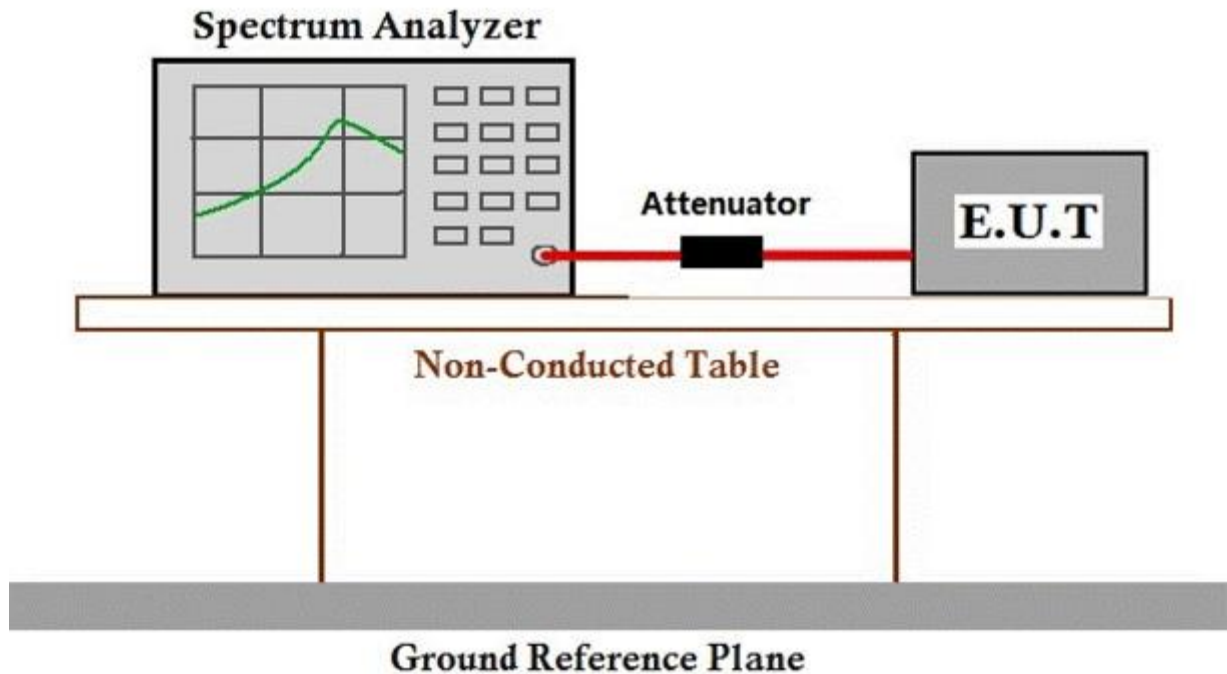 Spectrum Analyzer
Attenuator
E.U.T
Non-Conducted Table
Ground Reference Plane